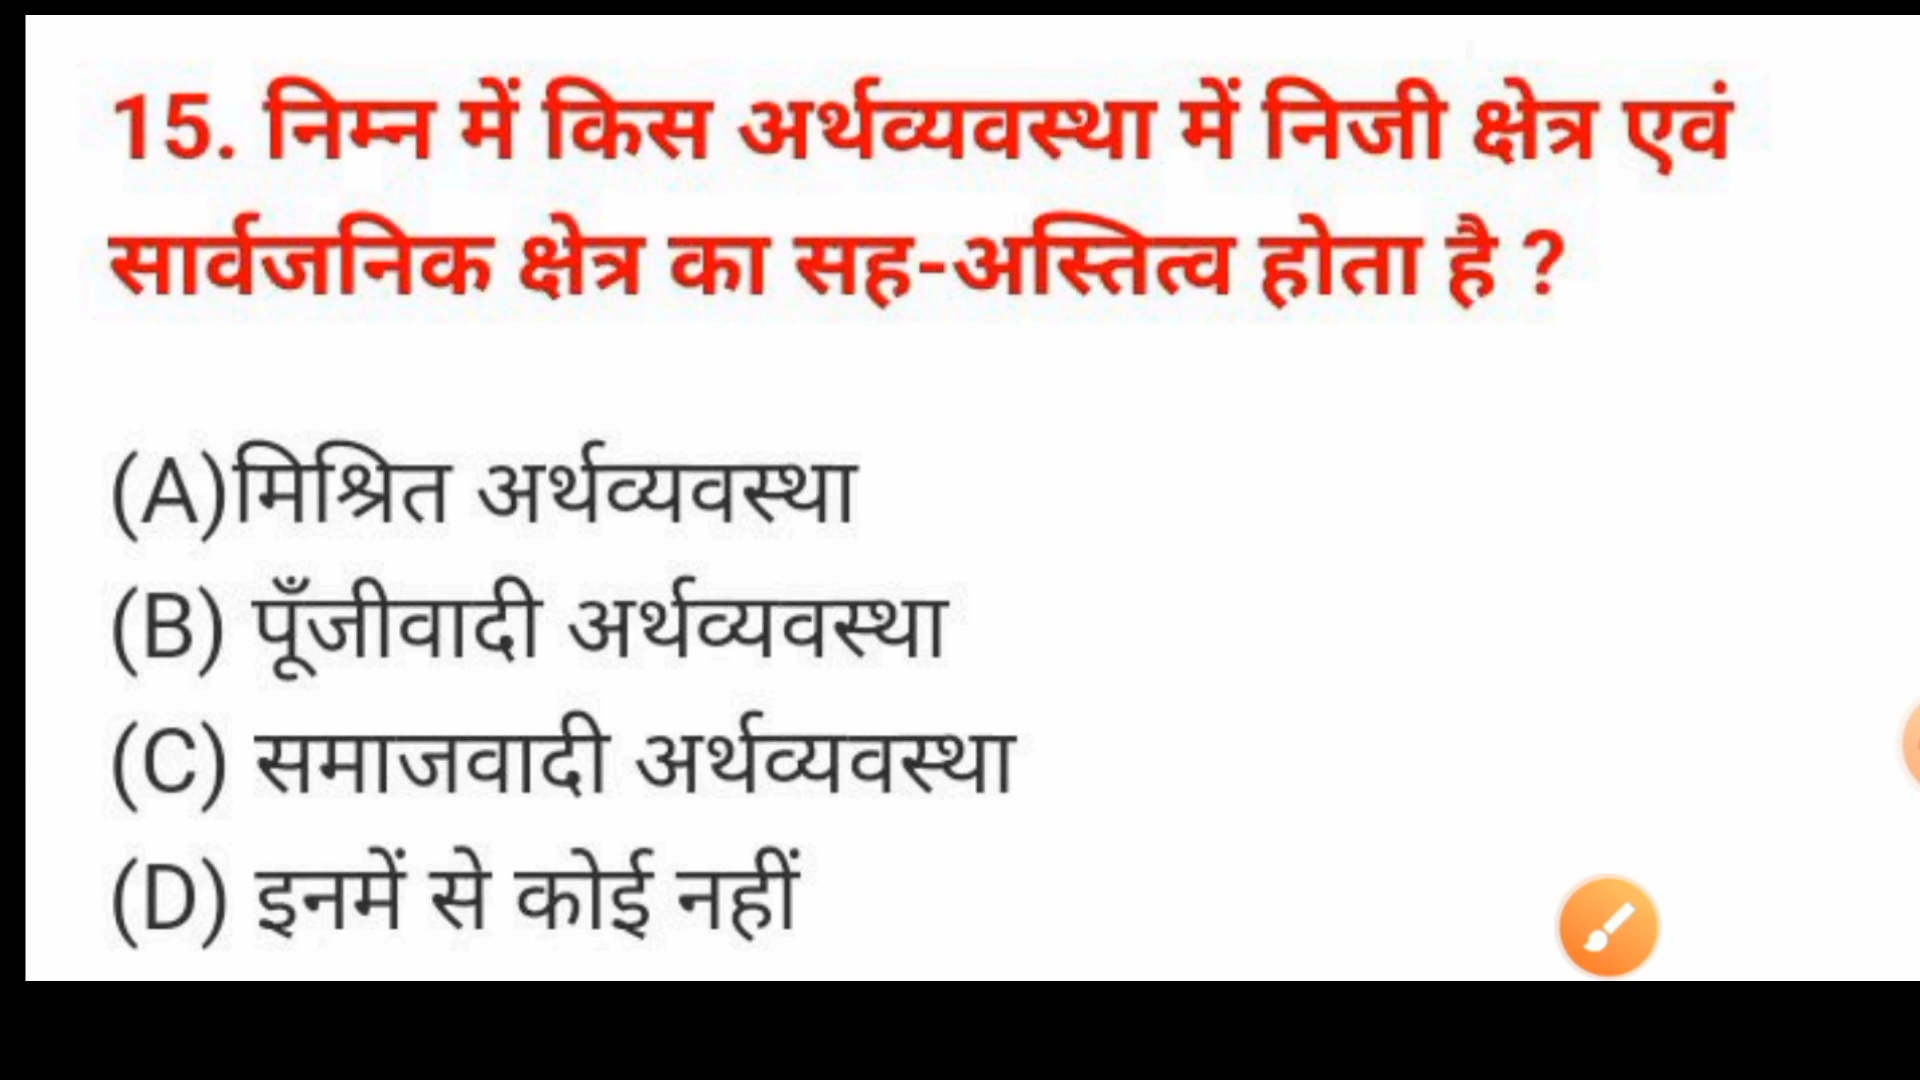 15. निम्न में किस अर्थव्यवस्था में निजी क्षेत्र एवं
सार्वजनिक क्षेत्र का सह-अस्तित्व होता है ?
(A)मिश्रित अर्थव्यवस्था
(B) पूँजीवादी अर्थव्यवस्था
(C) समाजवादी अर्थव्यवस्था
(D) इनमें से कोई नहीं